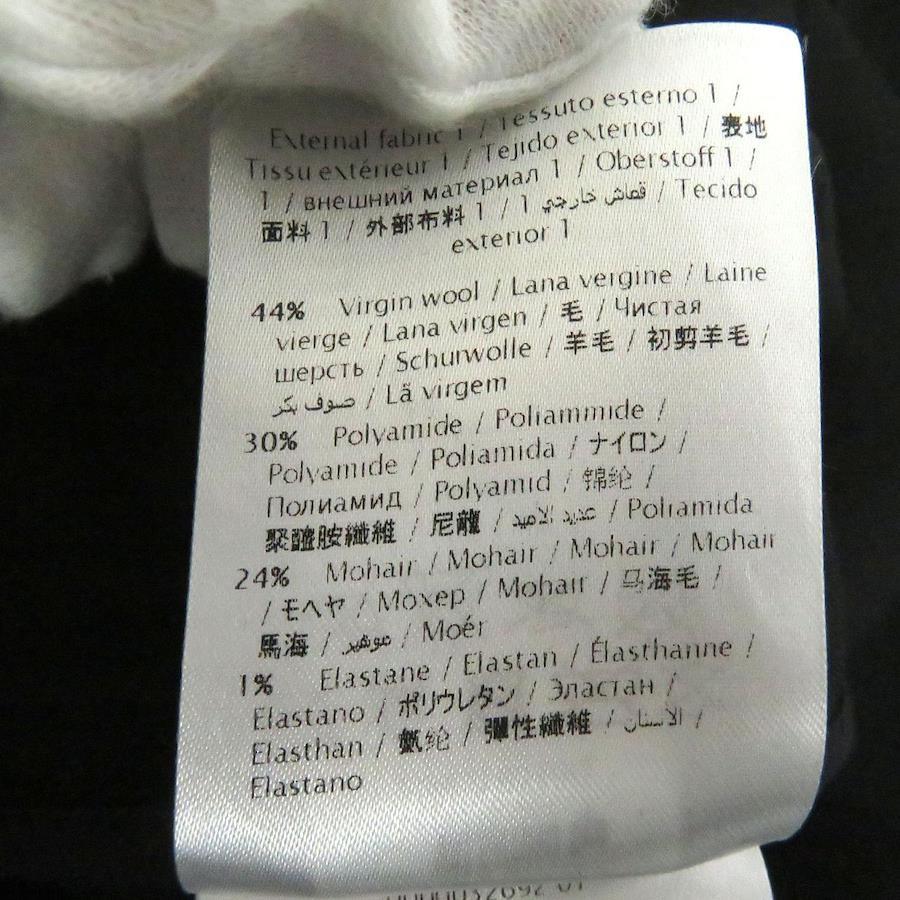 External fabric 1 / Tessuto esterno 1 /
Tissu extérieur 1 / Tejido exterior 1 / 表地
1 / внешний материал 1 / Oberstoff 1 /
面料 1 / 外部布料 1 / 1 قماش خارجي / Tecido
exterior 1
44% Virgin wool / Lana vergine / Laine
vierge / Lana virgen / 毛 / Чистая
шерсть / Schurwolle / 羊毛 / 初剪羊毛 /
صوف بكر / Lã virgem
30% Polyamide / Poliammide /
Polyamide / Poliamida / ナイロン /
Полиамид / Polyamid / 锦纶 /
聚醯胺纖維 / 尼龍 / عديد الاميد / Poliamida
24% Mohair / Mohair / Mohair / Mohair
/ モヘヤ / Мохер / Mohair / 马海毛 /
馬海 / موهير / Moér
1% Elastane / Elastan / Élasthanne /
Elastano / ポリウレタン / Эластан /
Elasthan / 氨纶 / 彈性纖維 / الاستان /
Elastano